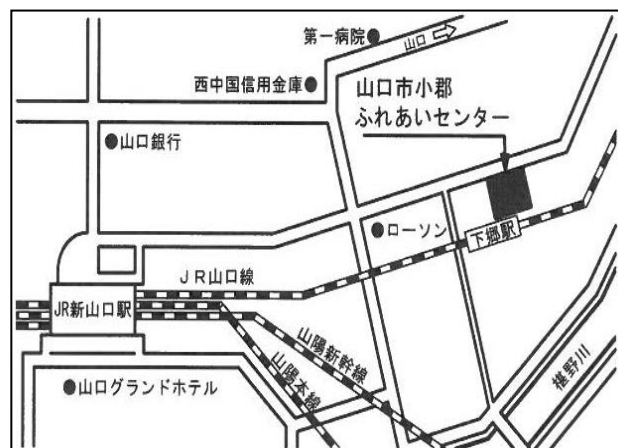 第一病院
山口
西中国信用金庫
山口市小郡
ふれあいセンター
山口銀行
ローソン
下郷駅
JR山口線
JR新山口駅
山陽新幹線
山陽本線
椹野川
山口グランドホテル